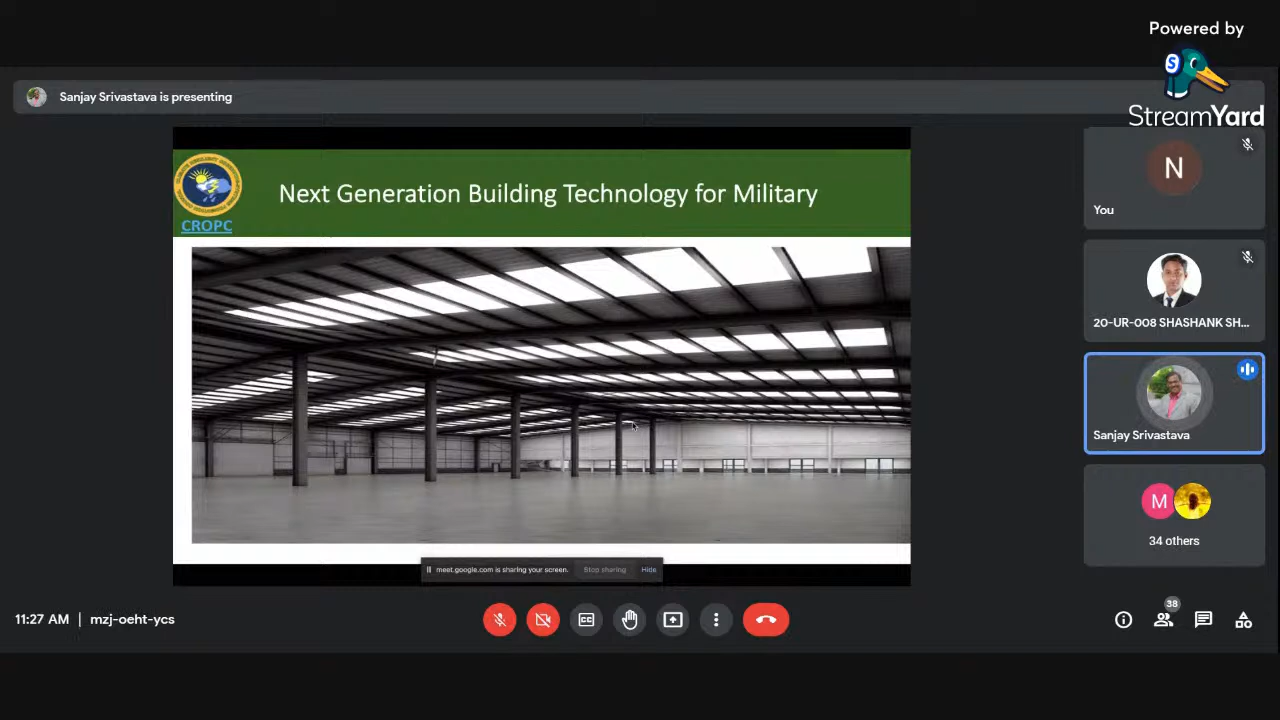 Powered by
StreamYard
Sanjay Srivastava is presenting
Next Generation Building Technology for Military
CROPC
N
You
20-UR-008 SHASHANK SH...
Sanjay Srivastava
M
34 others
meet.google.com is sharing your screen. Stop sharing Hide
11:27 AM | mzj-oeht-ycs
38